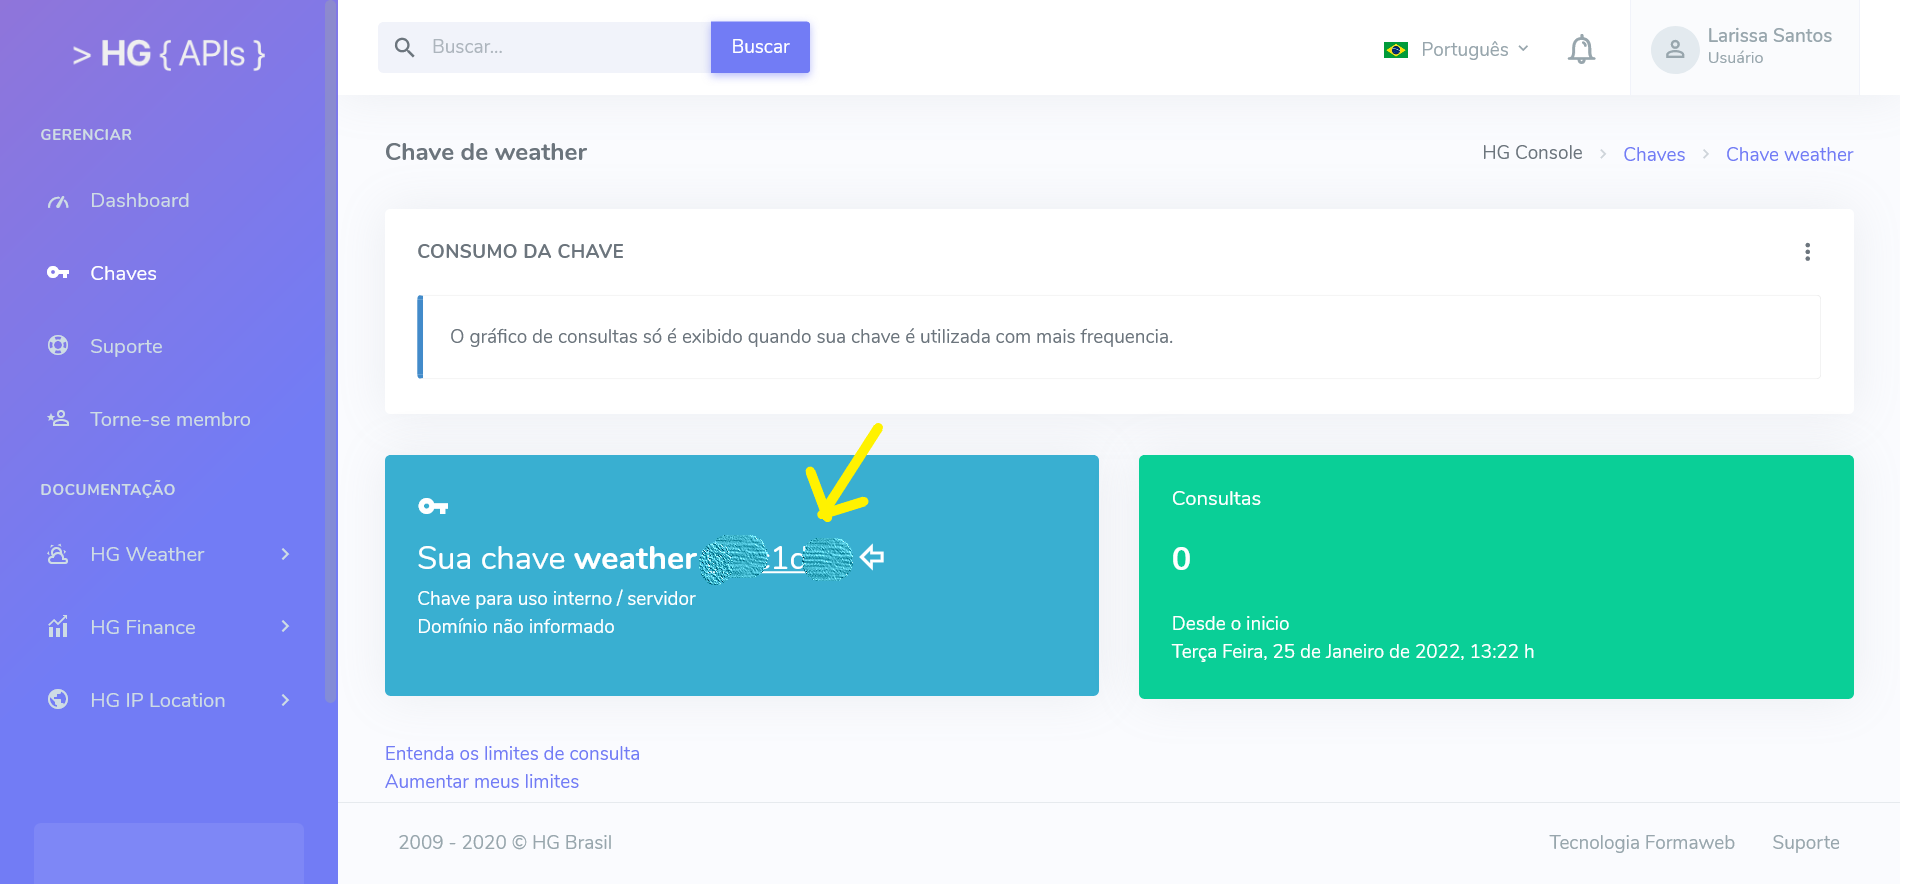 > HG { APIs }
GERENCIAR
Dashboard
Chaves
Suporte
Torne-se membro
DOCUMENTAÇÃO
HG Weather
HG Finance
HG IP Location
Buscar...
Buscar
Português
Larissa Santos
Usuário
Chave de weather
HG Console > Chaves > Chave weather
CONSUMO DA CHAVE
O gráfico de consultas só é exibido quando sua chave é utilizada com mais frequencia.
Sua chave weather
Chave para uso interno / servidor
Domínio não informado
Consultas
0
Desde o inicio
Terça Feira, 25 de Janeiro de 2022, 13:22 h
Entenda os limites de consulta
Aumentar meus limites
2009 - 2020 © HG Brasil
Tecnologia Formaweb
Suporte